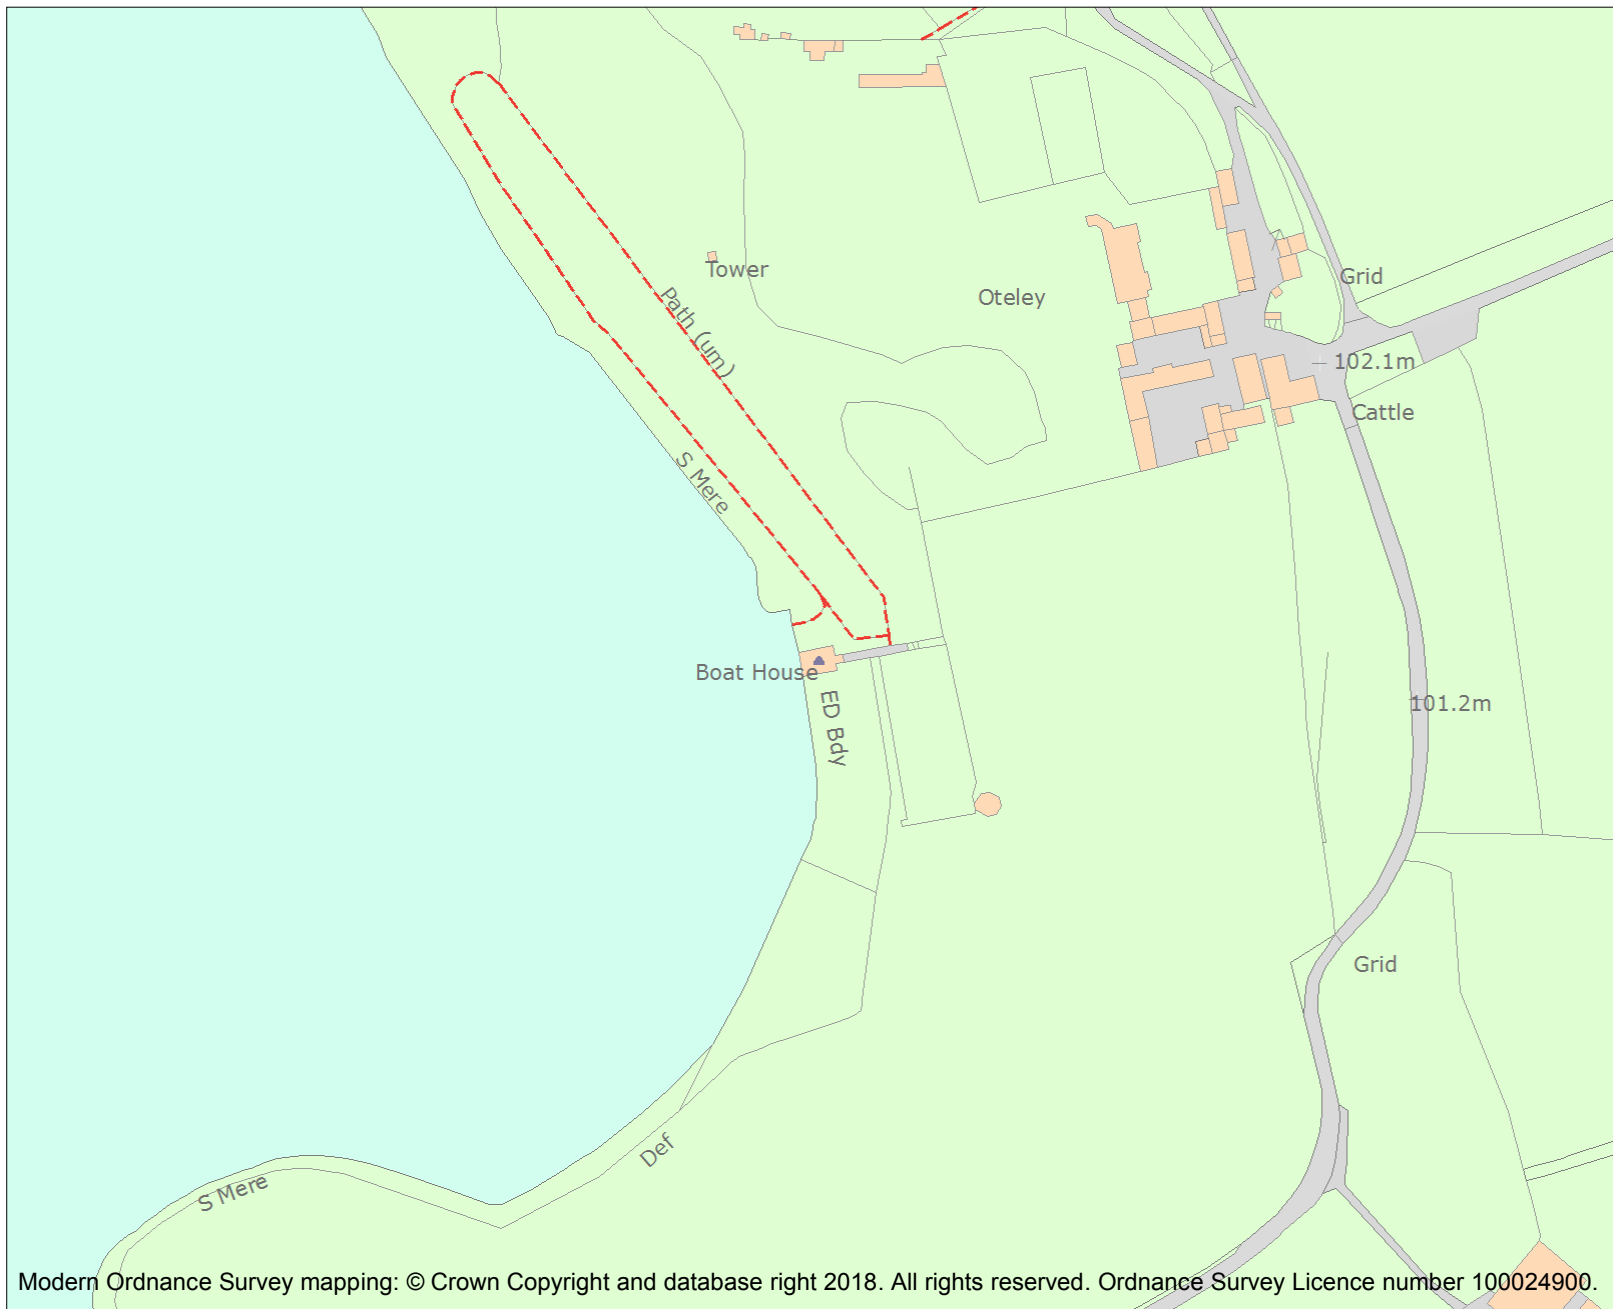 Tower
Grid
Oteley
Path (um)
102.1m
Cattle
S Mere
Boat House
ED Bdy
101.2m
Grid
Def
S Mere
Modern Ordnance Survey mapping: © Crown Copyright and database right 2018. All rights reserved. Ordnance Survey Licence number 100024900.